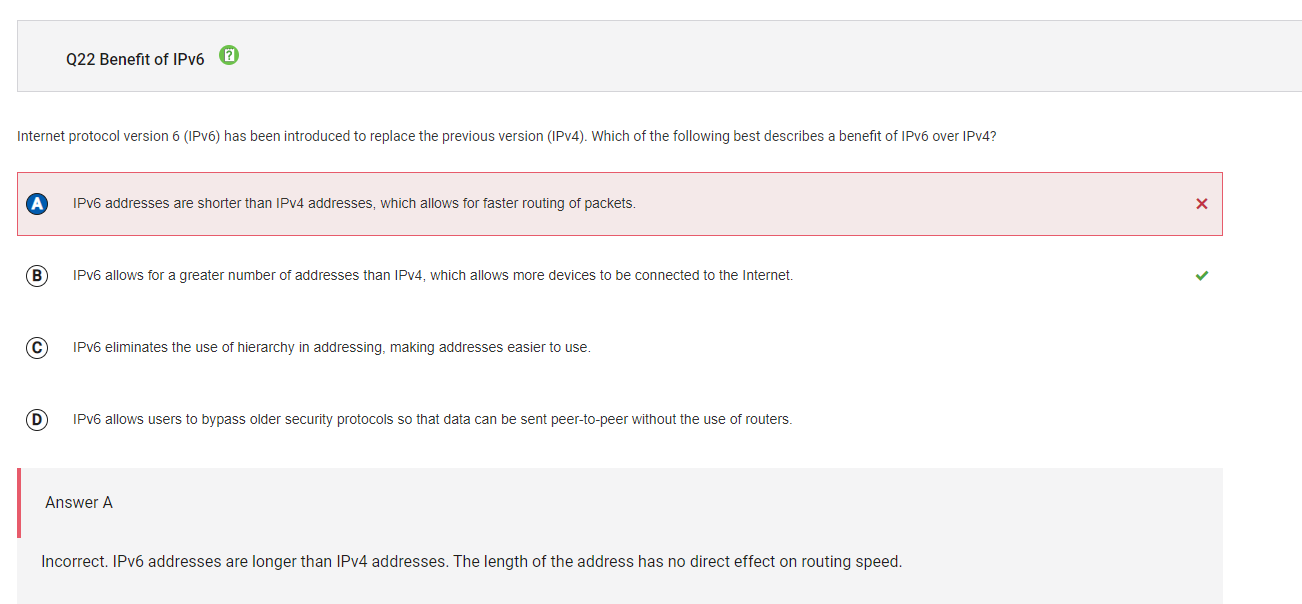 Q22 Benefit of IPv6
Internet protocol version 6 (IPv6) has been introduced to replace the previous version (IPv4). Which of the following best describes a benefit of IPv6 over IPv4?
A IPv6 addresses are shorter than IPv4 addresses, which allows for faster routing of packets.
B IPv6 allows for a greater number of addresses than IPv4, which allows more devices to be connected to the Internet.
C IPv6 eliminates the use of hierarchy in addressing, making addresses easier to use.
D IPv6 allows users to bypass older security protocols so that data can be sent peer-to-peer without the use of routers.
Answer A
Incorrect. IPv6 addresses are longer than IPv4 addresses. The length of the address has no direct effect on routing speed.